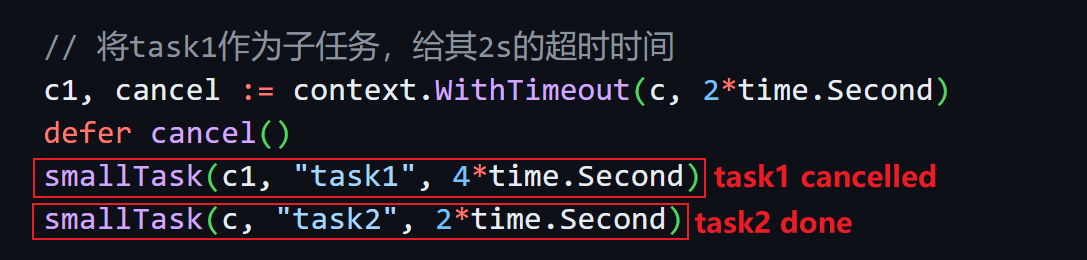 // 将task1作为子任务，给其2s的超时时间
c1, cancel := context.WithTimeout(c, 2*time.Second)
defer cancel()
smallTask(c1, "task1", 4*time.Second) task1 cancelled
smallTask(c, "task2", 2*time.Second) task2 done